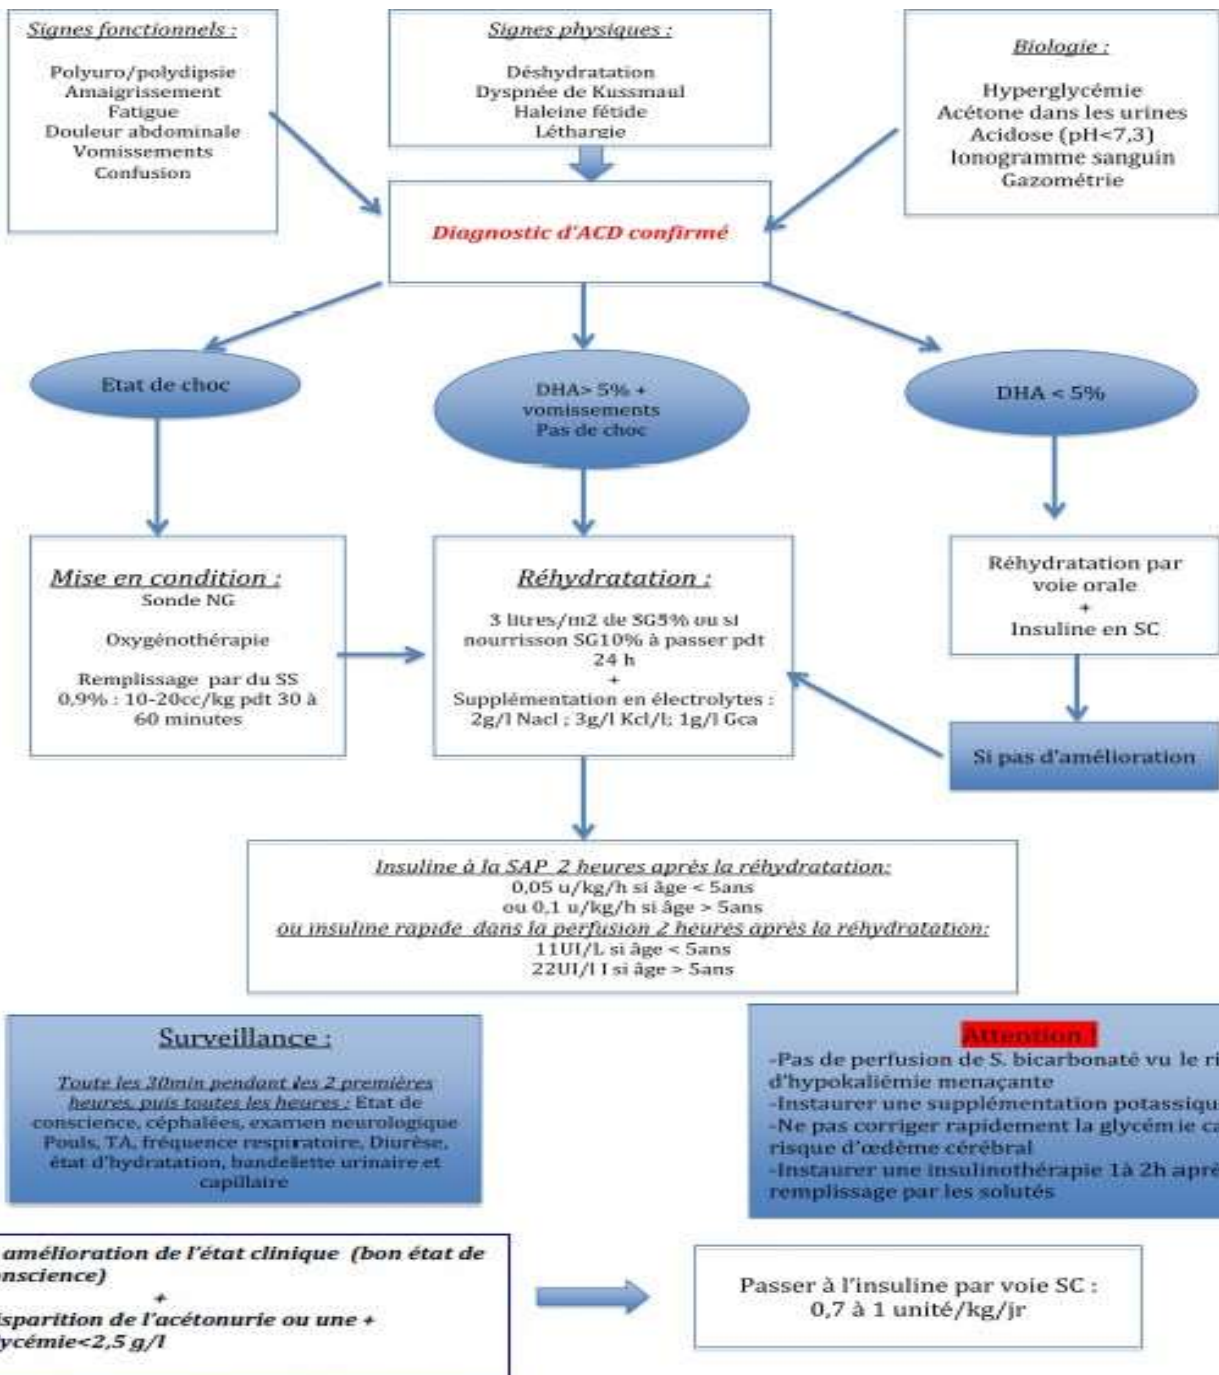 Signes fonctionnels :
Polyuro/polydipsie
Amaigrissement
Fatigue
Douleur abdominale
Vomissements
Confusion
Signes physiques :
Déshydratation
Dyspnée de Kussmaul
Haleine fétide
Léthargie
Biologie :
Hyperglycémie
Acétone dans les urines
Acidose (pH<7,3)
Ionogramme sanguin
Gazométrie
Diagnostic d'ACD confirmé
Etat de choc
DHA> 5% +
vomissements
Pas de choc
DHA < 5%
Mise en condition :
Sonde NG
Oxygénothérapie
Remplissage par du SS
0,9% : 10-20cc/kg pdt 30 à
60 minutes
Réhydratation :
3 litres/m2 de SG5% ou si
nourrisson SG10% à passer pdt
24 h
+
Supplémentation en électrolytes :
2g/l Nacl ; 3g/l Kcl/l; 1g/l Gca
Réhydratation par
voie orale
+
Insuline en SC
Si pas d'amélioration
Insuline à la SAP 2 heures après la réhydratation:
0,05 u/kg/h si âge < 5ans
ou 0,1 u/kg/h si âge > 5ans
ou insuline rapide dans la perfusion 2 heures après la réhydratation:
11UI/L si âge < 5ans
22UI/l I si âge > 5ans
Surveillance :
Toute les 30min pendant les 2 premières
heures, puis toutes les heures : Etat de
conscience, céphalées, examen neurologique
Pouls, TA, fréquence respiratoire, Diurèse,
état d'hydratation, bandellette urinaire et
capillaire
Attention !
-Pas de perfusion de S. bicarbonaté vu le ri
d'hypokaliémie menaçante
-Instaurer une supplémentation potassiqu
-Ne pas corriger rapidement la glycémie ca
risque d'œdème cérébral
-Instaurer une insulinothérapie 1à 2h aprè
remplissage par les solutés
amélioration de l'état clinique (bon état de
onscience)
+
isparition de l'acétonurie ou une +
lycémie<2,5 g/l
Passer à l'insuline par voie SC :
0,7 à 1 unité/kg/jr